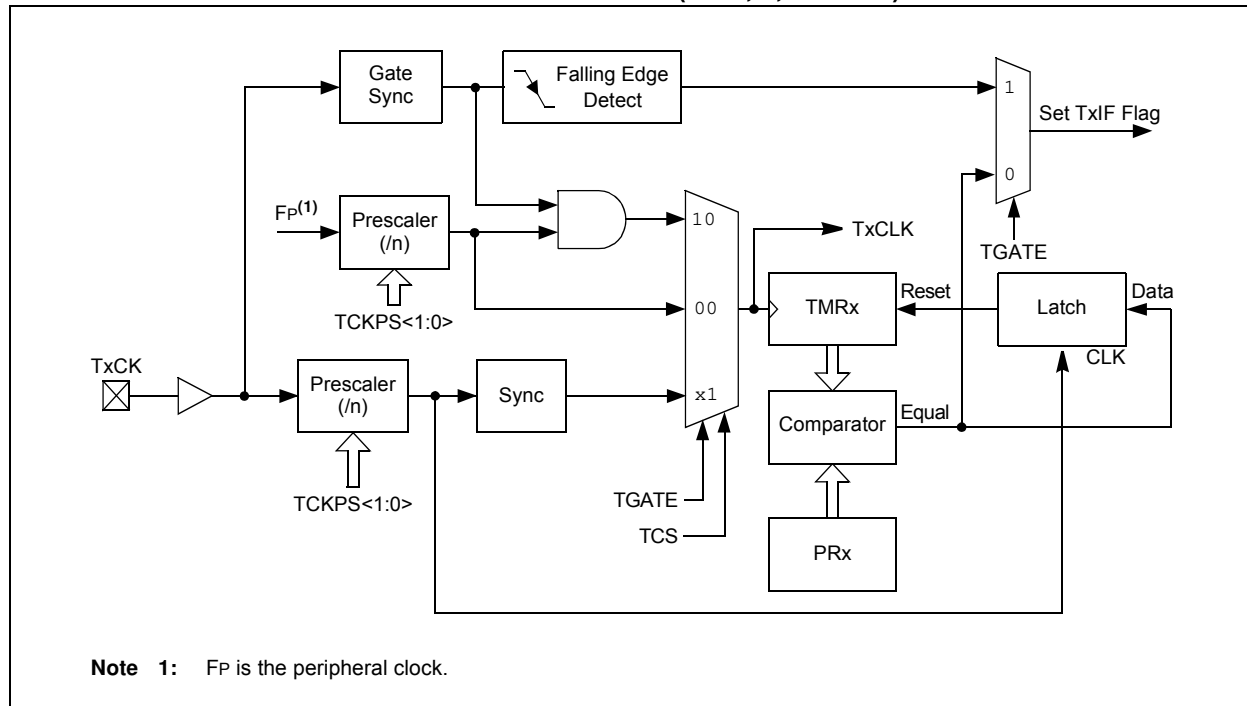 Gate
Sync
Falling Edge
Detect
1
Set TxIF Flag
0
FP(1)
Prescaler
(/n)
10
TxCLK
TGATE
TCKPS<1:0>
00
TMRx
Reset
Latch
Data
CLK
TxCK
Prescaler
(/n)
Sync
x1
Comparator
Equal
TCKPS<1:0>
TGATE
TCS
PRx
Note 1: FP is the peripheral clock.